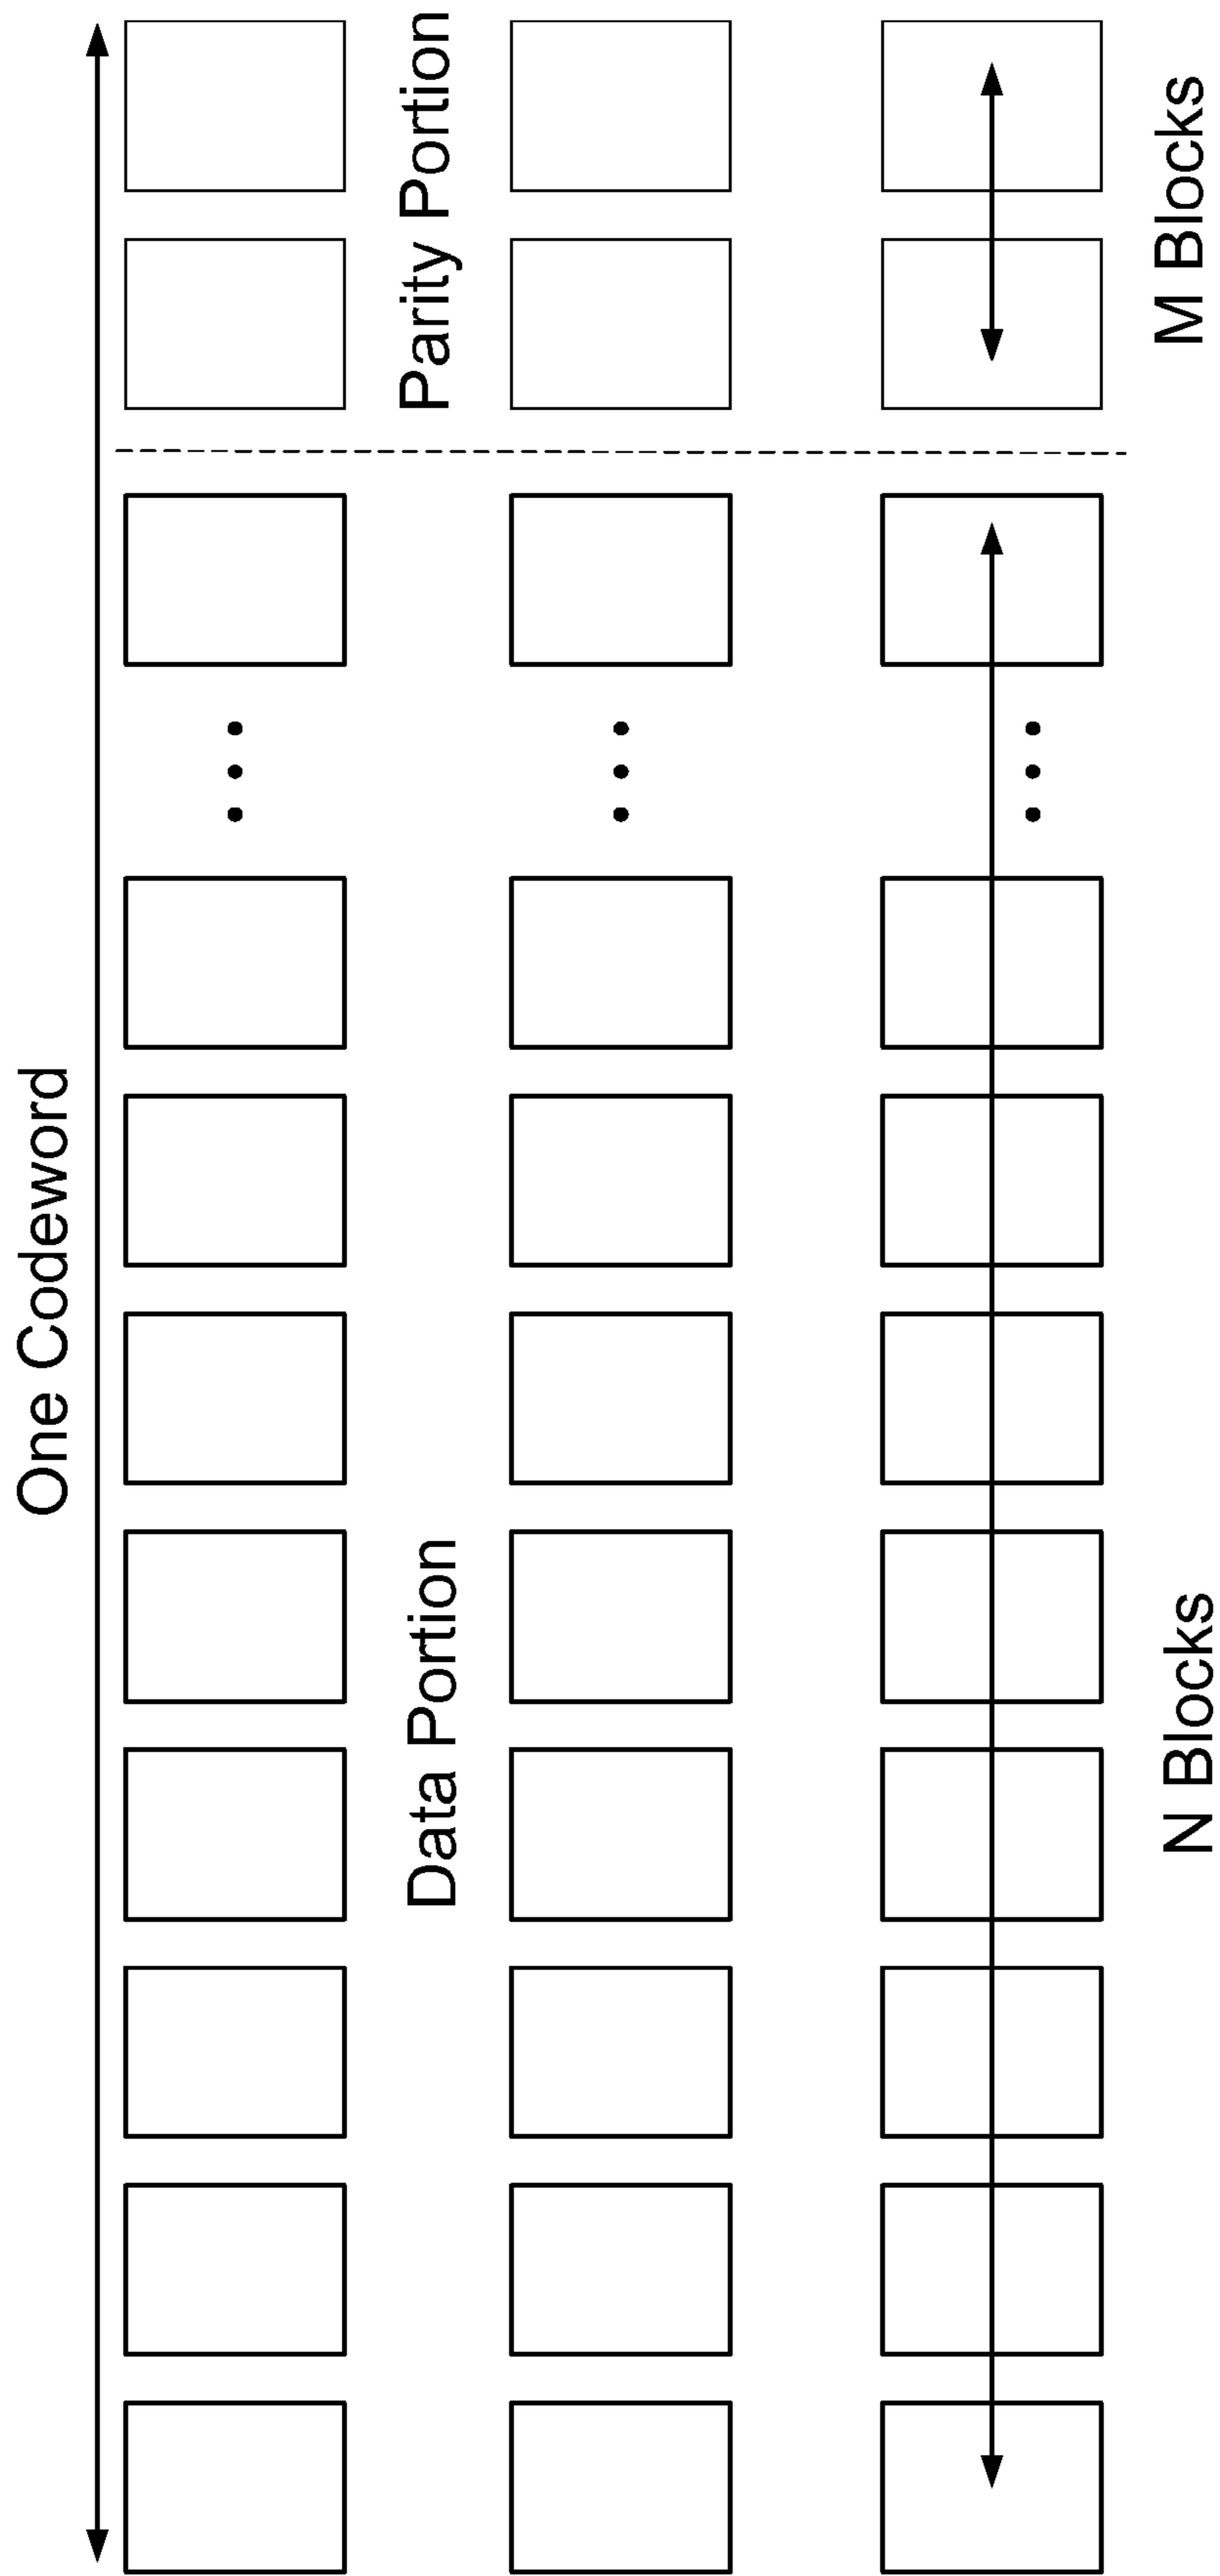 One Codeword
Data Portion
Parity Portion
N Blocks
M Blocks